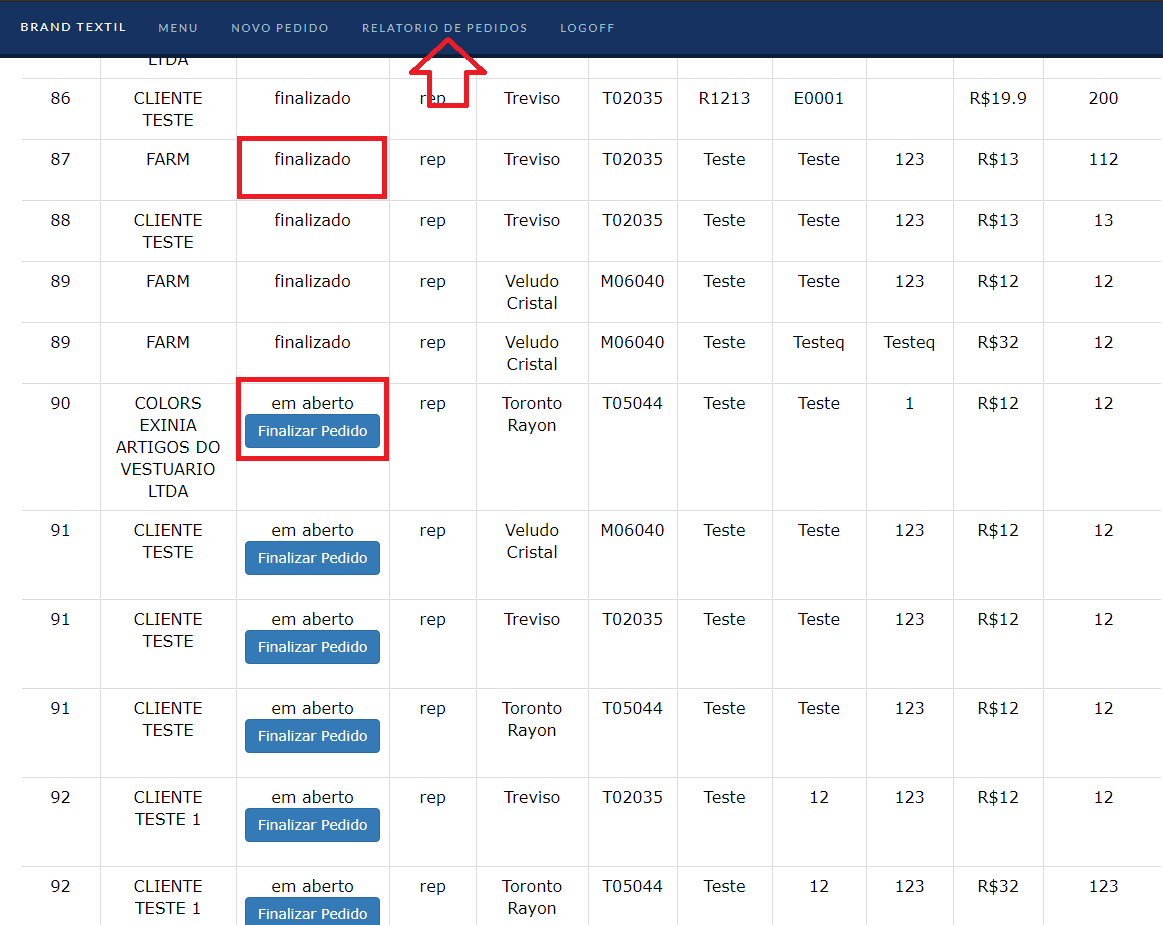 BRAND TEXTIL MENU NOVO PEDIDO RELATORIO DE PEDIDOS LOGOFF
LTDA
86 CLIENTE finalizado rep Treviso T02035 R1213 E0001 R$19.9 200
TESTE
87 FARM finalizado rep Treviso T02035 Teste Teste 123 R$13 112
88 CLIENTE finalizado rep Treviso T02035 Teste Teste 123 R$13 13
TESTE
89 FARM finalizado rep Veludo M06040 Teste Teste 123 R$12 12
Cristal
89 FARM finalizado rep Veludo M06040 Teste Testeq Testeq R$32 12
Cristal
90 COLORS em aberto rep Toronto T05044 Teste Teste 1 R$12 12
EXINIA Finalizar Pedido Rayon
ARTIGOS DO
VESTUARIO
LTDA
91 CLIENTE em aberto rep Veludo M06040 Teste Teste 123 R$12 12
TESTE Finalizar Pedido Cristal
91 CLIENTE em aberto rep Treviso T02035 Teste Teste 123 R$12 12
TESTE Finalizar Pedido
91 CLIENTE em aberto rep Toronto T05044 Teste Teste 123 R$12 12
TESTE Finalizar Pedido Rayon
92 CLIENTE em aberto rep Treviso T02035 Teste 12 123 R$12 12
TESTE 1 Finalizar Pedido
92 CLIENTE em aberto rep Toronto T05044 Teste 12 123 R$32 123
TESTE 1 Finalizar Pedido Rayon